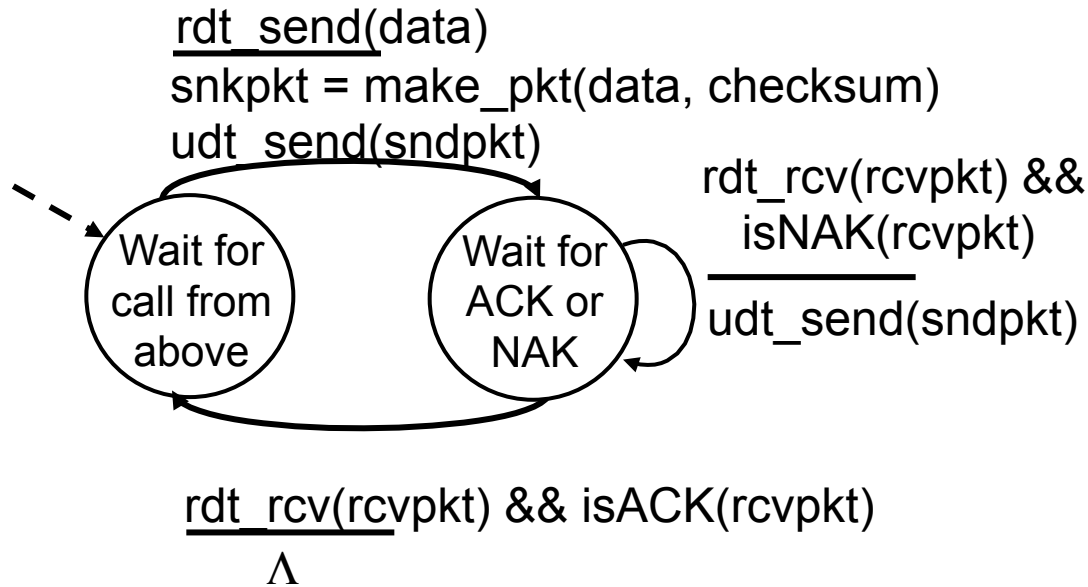 rdt_send(data)
snkpkt = make_pkt(data, checksum)
udt_send(sndpkt)
rdt_rcv(rcvpkt) &&
isNAK(rcvpkt)
udt_send(sndpkt)
Wait for
call from
above
Wait for
ACK or
NAK
rdt_rcv(rcvpkt) && isACK(rcvpkt)
Λ